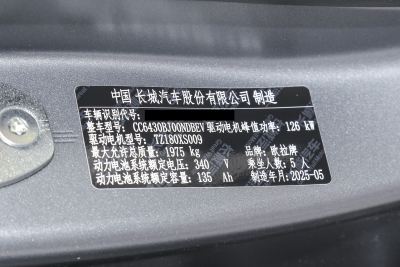 中国 长城汽车股份有限公司 制造
车辆识别代号:
整车型号: CC6430BJ00NDBEV 驱动电机峰值功率: 126 kW
驱动电机型号: TZ180XS009
最大允许总质量: 1975 kg 品牌: 欧拉牌
动力电池系统额定电压: 340 V 乘坐人数: 5 人
动力电池系统额定容量: 135 Ah 制造年月: 2025-05